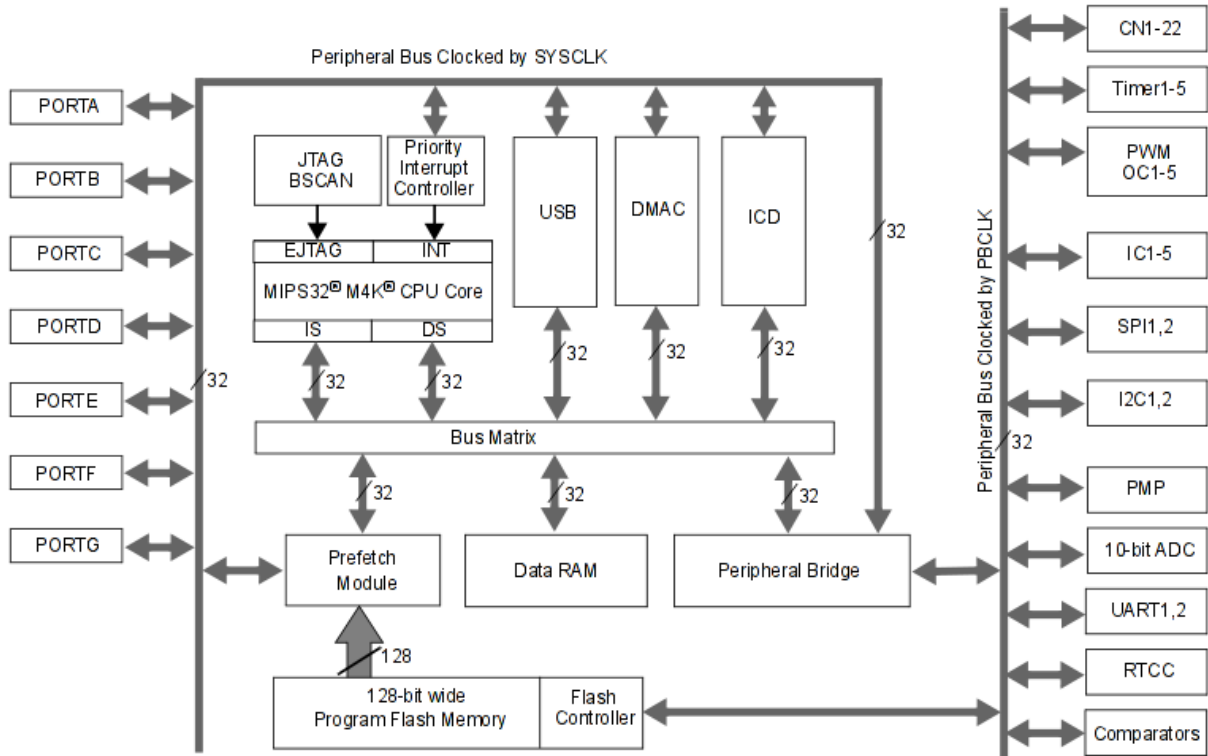 Peripheral Bus Clocked by SYSCLK
PORTA
PORTB
PORTC
PORTD
PORTE
PORTF
PORTG
32
JTAG
BSCAN
Priority
Interrupt
Controller
USB
DMAC
ICD
32
EJTAG
INT
MIPS32® M4K® CPU Core
IS
DS
32
32
32
32
32
Bus Matrix
32
32
32
Prefetch
Module
Data RAM
Peripheral Bridge
128
128-bit wide
Program Flash Memory
Flash
Controller
Peripheral Bus Clocked by PBCLK
32
CN1-22
Timer1-5
PWM
OC1-5
IC1-5
SPI1,2
I2C1,2
PMP
10-bit ADC
UART1,2
RTCC
Comparators